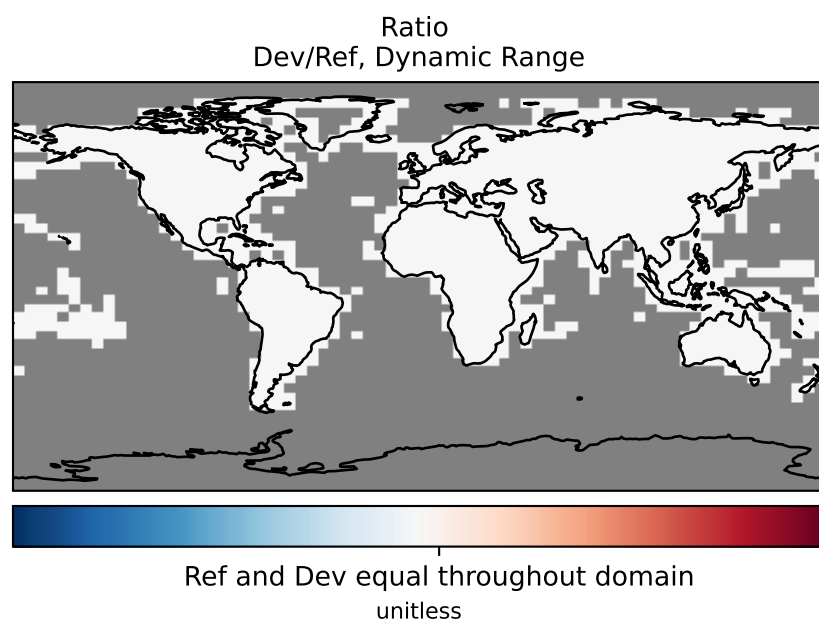 Ratio
Dev/Ref, Dynamic Range
Ref and Dev equal throughout domain
unitless